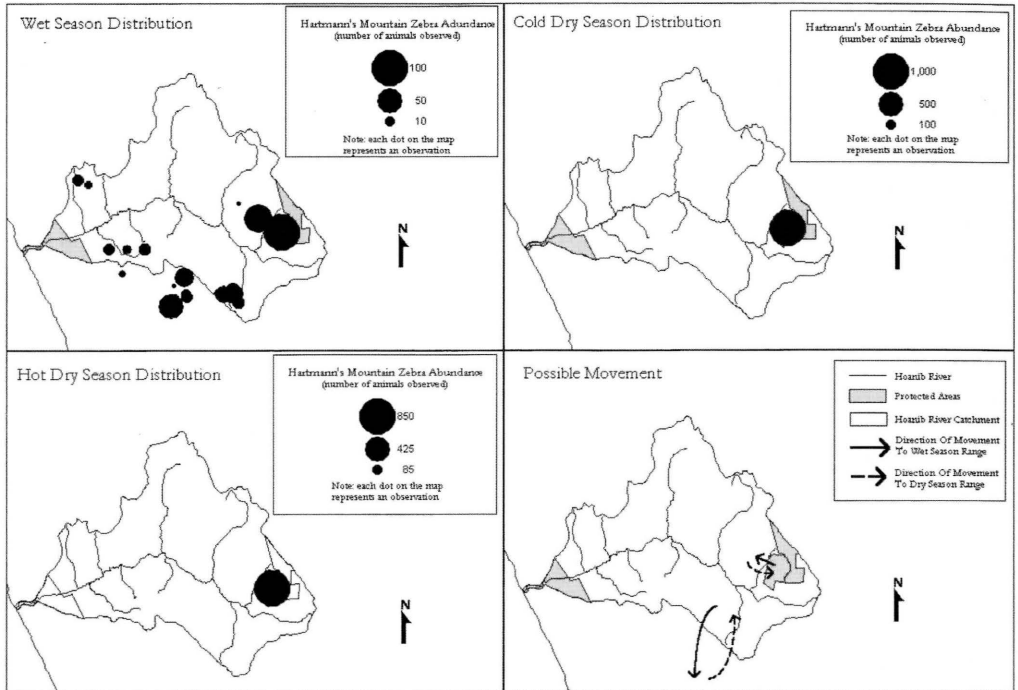 Wet Season Distribution
Hartmann's Mountain Zebra Adundance
(number of animals observed)
100
50
10
Note: each dot on the map
represents an observation
N
Cold Dry Season Distribution
Hartmann's Mountain Zebra Abundance
(number of animals observed)
1,000
500
100
Note: each dot on the map
represents an observation
N
Hot Dry Season Distribution
Hartmann's Mountain Zebra Abundance
(number of animals observed)
850
425
85
Note: each dot on the map
represents an observation
N
Possible Movement
Hoanib River
Protected Areas
Hoanib River Catchment
Direction Of Movement
To Wet Season Range
Direction Of Movement
To Dry Season Range
N